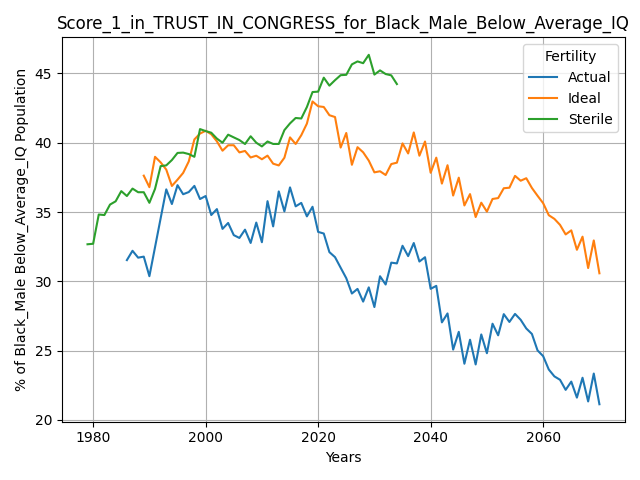 Score_1_in_TRUST_IN_CONGRESS_for_Black_Male_Below_Average_IQ
% of Black_Male Below_Average_IQ Population
45
40
35
30
25
20
Fertility
Actual
Ideal
Sterile
1980
2000
2020
2040
2060
Years